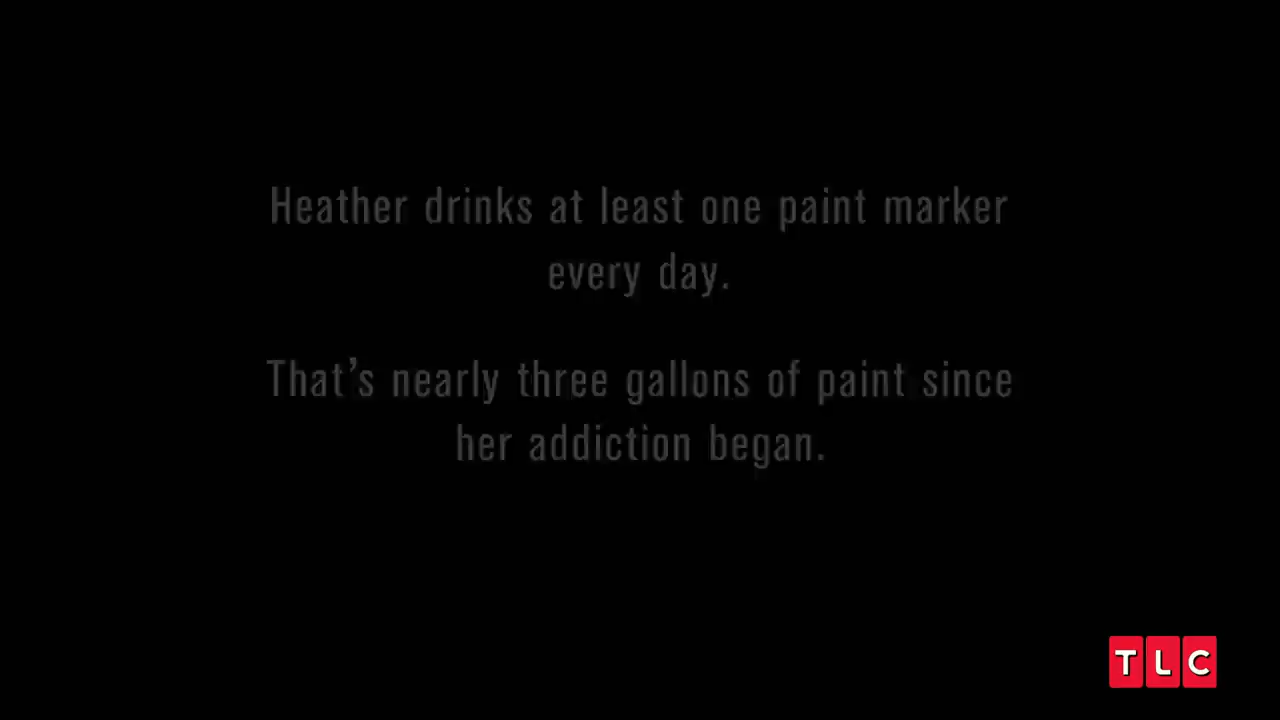 Heather drinks at least one paint marker
every day.
That’s nearly three gallons of paint since
her addiction began.
TLC